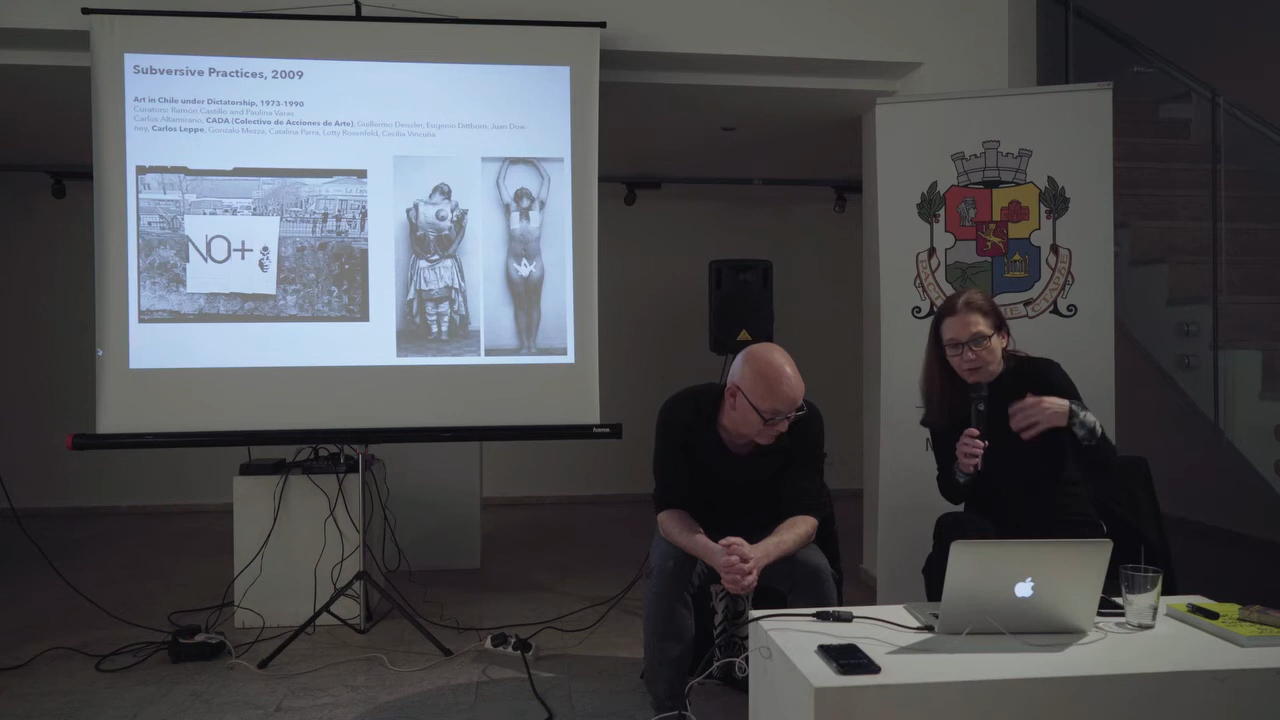 Subversive Practices, 2009
Art in Chile under Dictatorship, 1973-1990
Curators: Ramón Castillo and Paulina Varas
Carlos Altamirano, CADA (Colectivo de Acciones de Arte), Guillermo Deisler, Eugenio Dittborn, Juan Dow-
ney, Carlos Leppe, Gonzalo Mezza, Catalina Parra, Lotty Rosenfeld, Cecilia Vincuña
NO+
hama